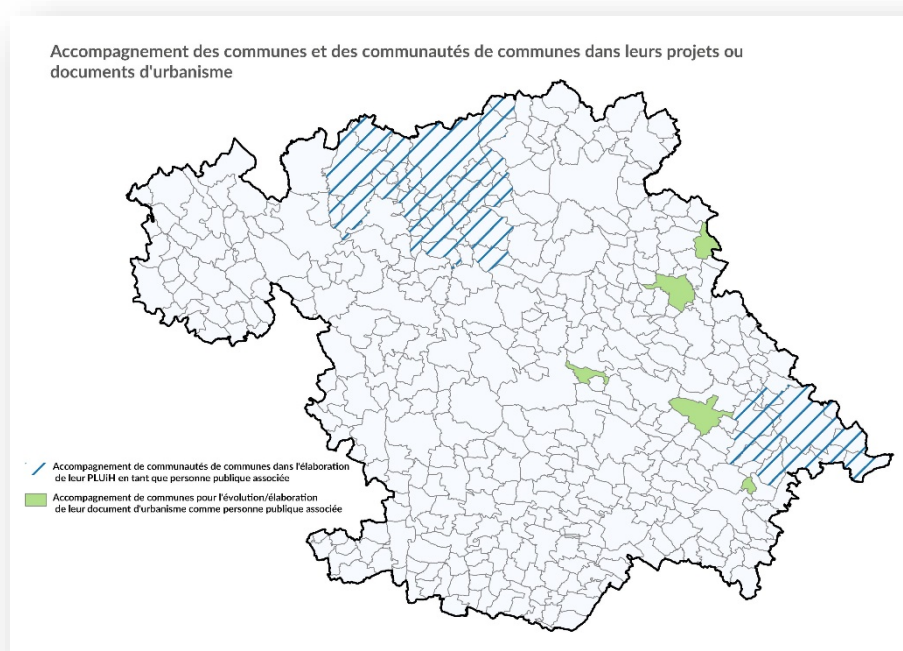 Accompagnement des communes et des communautés de communes dans leurs projets ou
documents d'urbanisme
Accompagnement de communautés de communes dans l'élaboration
de leur PLUiH en tant que personne publique associée
Accompagnement de communes pour l'évolution/élaboration
de leur document d'urbanisme comme personne publique associée